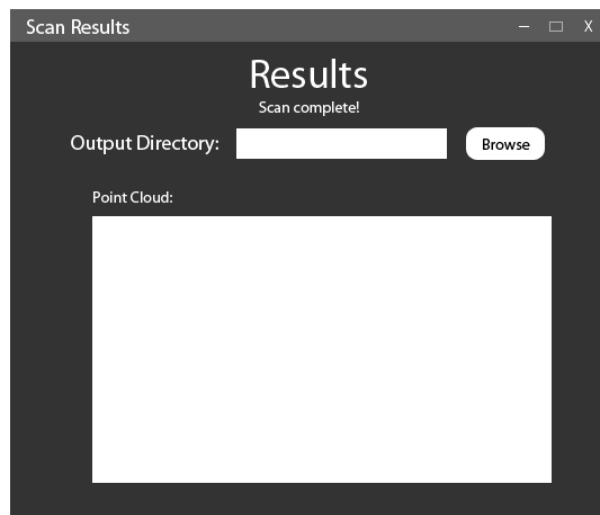 Scan Results
X
Results
Scan complete!
Output Directory:
Browse
Point Cloud: